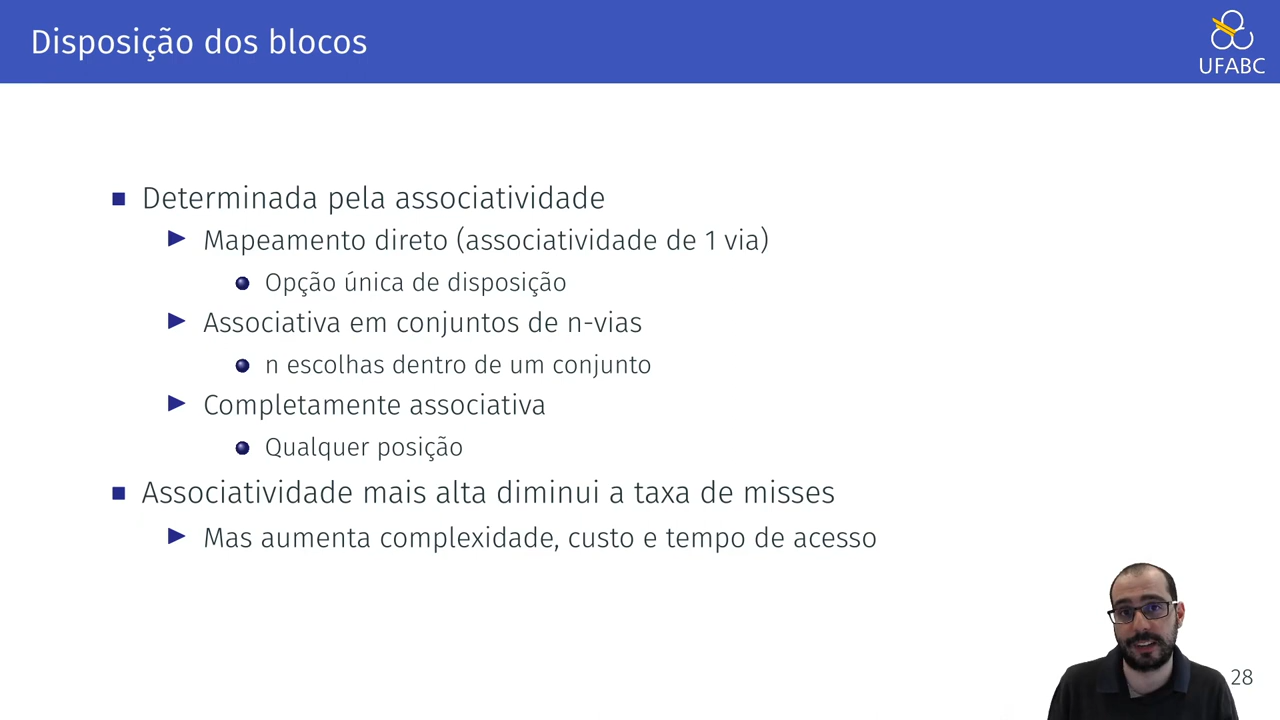 Disposição dos blocos
UFABC
Determinada pela associatividade
Mapeamento direto (associatividade de 1 via)
Opção única de disposição
Associativa em conjuntos de n-vias
n escolhas dentro de um conjunto
Completamente associativa
Qualquer posição
Associatividade mais alta diminui a taxa de misses
Mas aumenta complexidade, custo e tempo de acesso
28